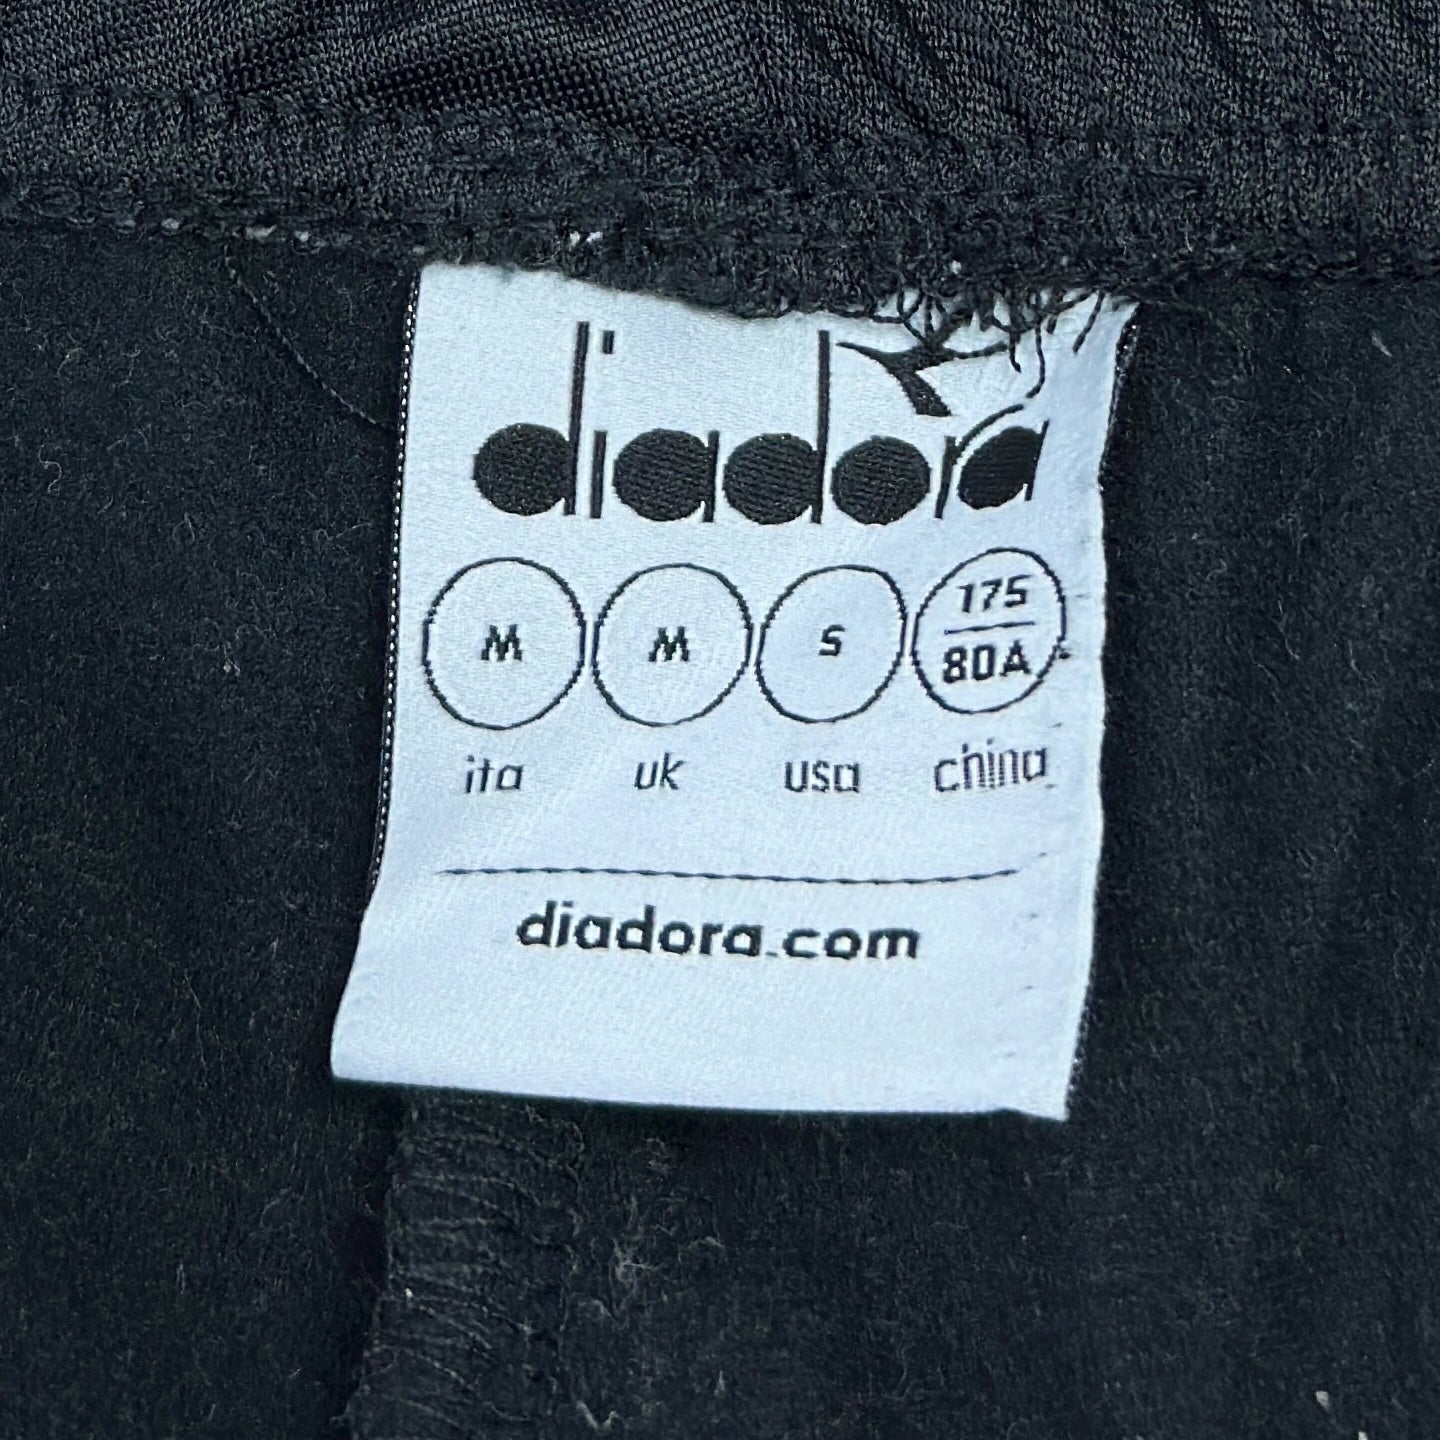 diadora
M M S 175
80A
ita uk usa china
diadora.com